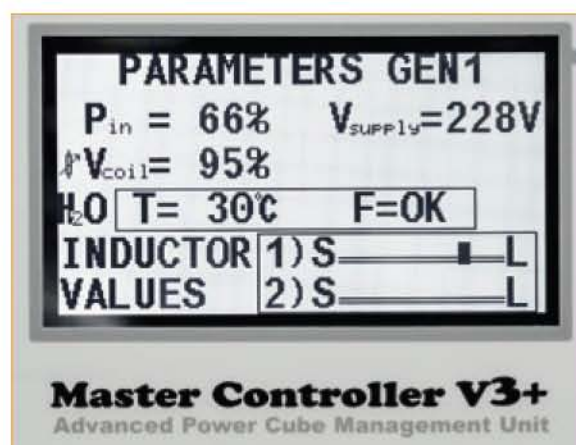 PARAMETERS GEN1
Pin = 66% Vsupply=228V
Vcoil= 95%
H2O T= 30°C F=OK
INDUCTOR 1) S L
VALUES 2) S L
Master Controller V3+
Advanced Power Cube Management Unit